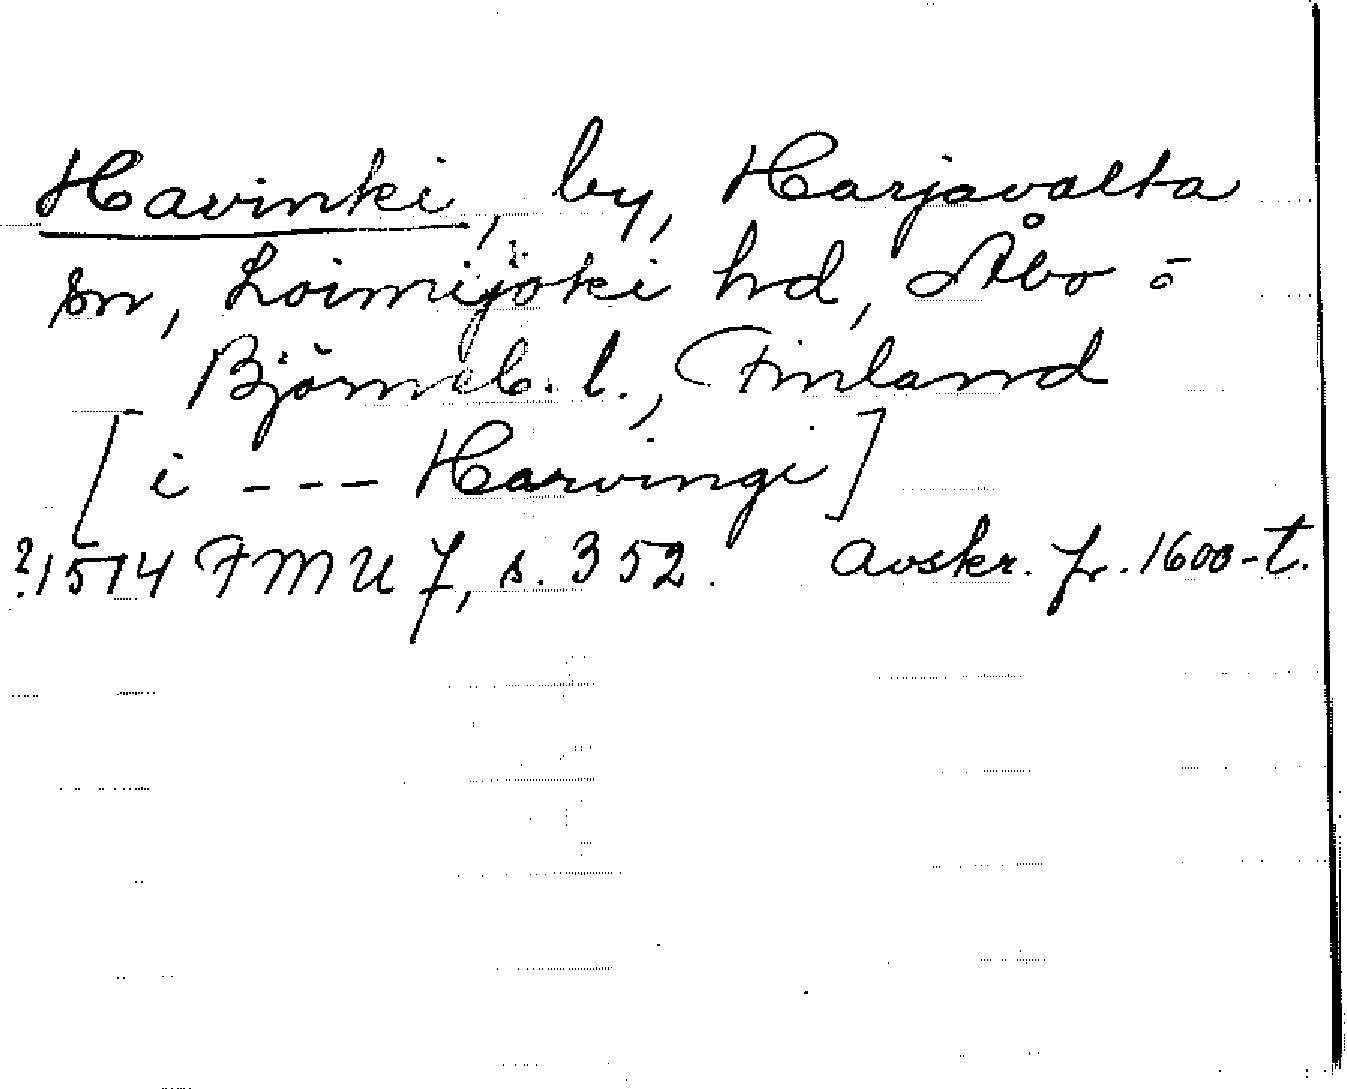 Havinki, by, Harjavalta
sn, Loimijoki hd, Åbo o
Björneb. l., Finland
[i --- Harvingi]
?1514 FMU 7, s. 352. Avskr. fr. 1600-t.